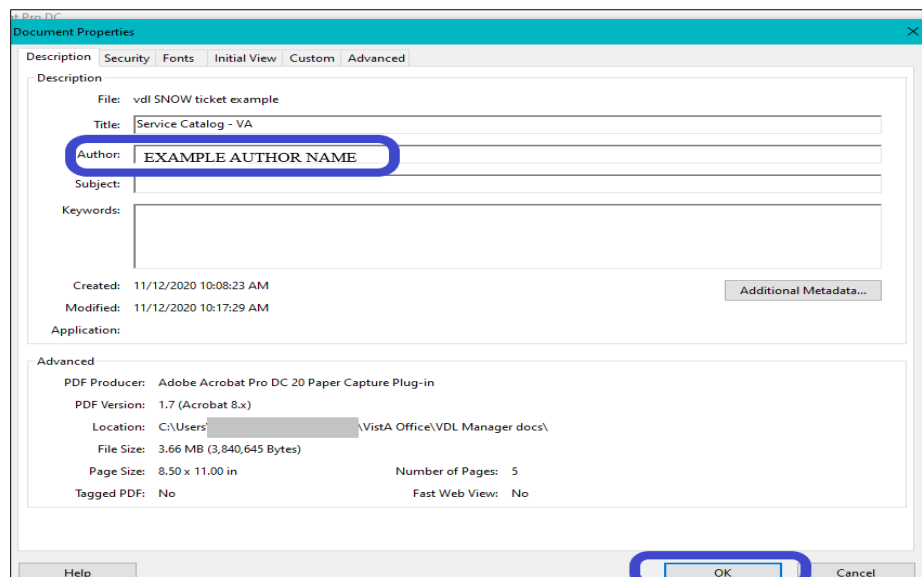 t Pro DC
Document Properties
Description Security Fonts Initial View Custom Advanced
Description
File: vdl SNOW ticket example
Title: Service Catalog - VA
Author: EXAMPLE AUTHOR NAME
Subject:
Keywords:
Created: 11/12/2020 10:08:23 AM
Additional Metadata...
Modified: 11/12/2020 10:17:29 AM
Application:
Advanced
PDF Producer: Adobe Acrobat Pro DC 20 Paper Capture Plug-in
PDF Version: 1.7 (Acrobat 8.x)
Location: C:\Users\ \VistA Office\VDL Manager docs\
File Size: 3.66 MB (3,840,645 Bytes)
Page Size: 8.50 x 11.00 in Number of Pages: 5
Tagged PDF: No Fast Web View: No
Help OK Cancel